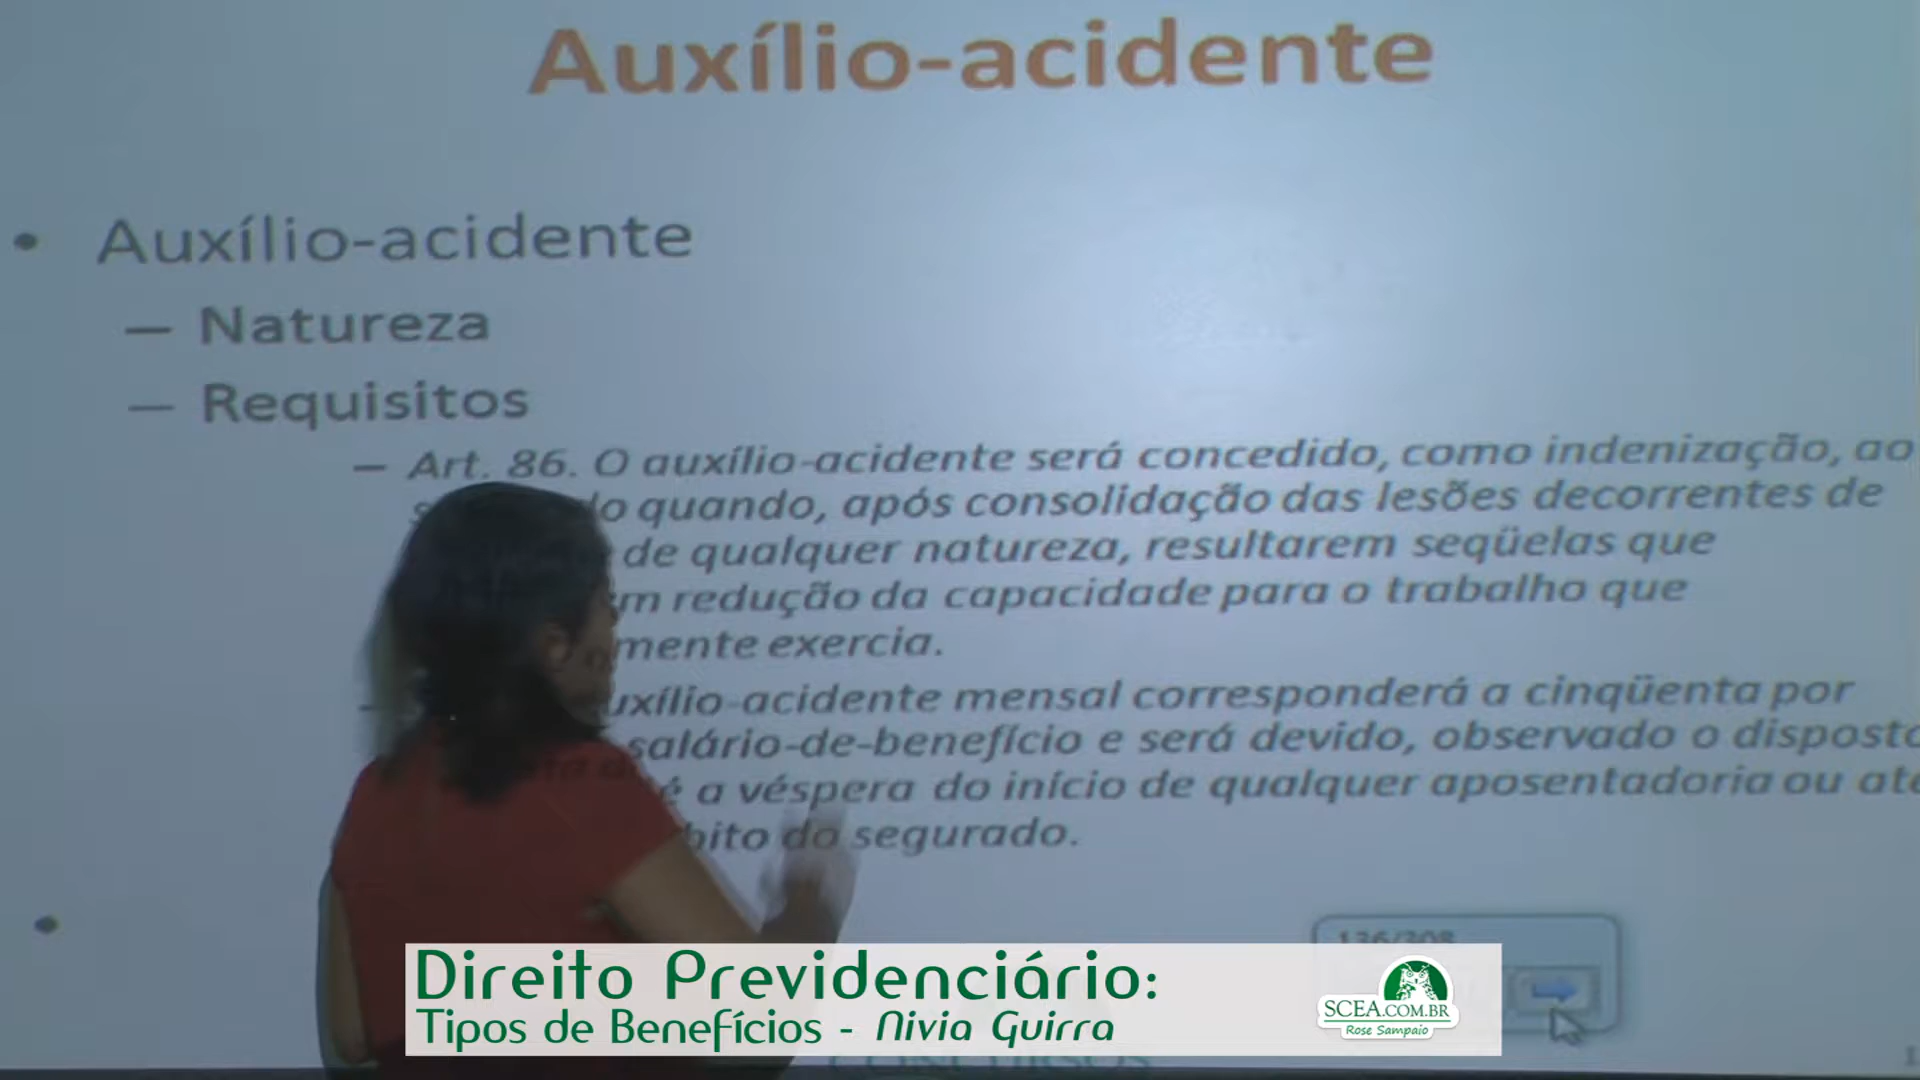 Auxílio-acidente
• Auxílio-acidente
– Natureza
– Requisitos
– Art. 86. O auxílio-acidente será concedido, como indenização, ao
quando, após consolidação das lesões decorrentes de
de qualquer natureza, resultarem seqüelas que
redução da capacidade para o trabalho que
mente exercia.
uxílio-acidente mensal corresponderá a cinqüenta por
salário-de-benefício e será devido, observado o disposto
a véspera do início de qualquer aposentadoria ou até
bito do segurado.
136/308
Direito Previdenciário:
Tipos de Benefícios - Nivia Guirra
SCEA.COM.BR
Rose Sampaio